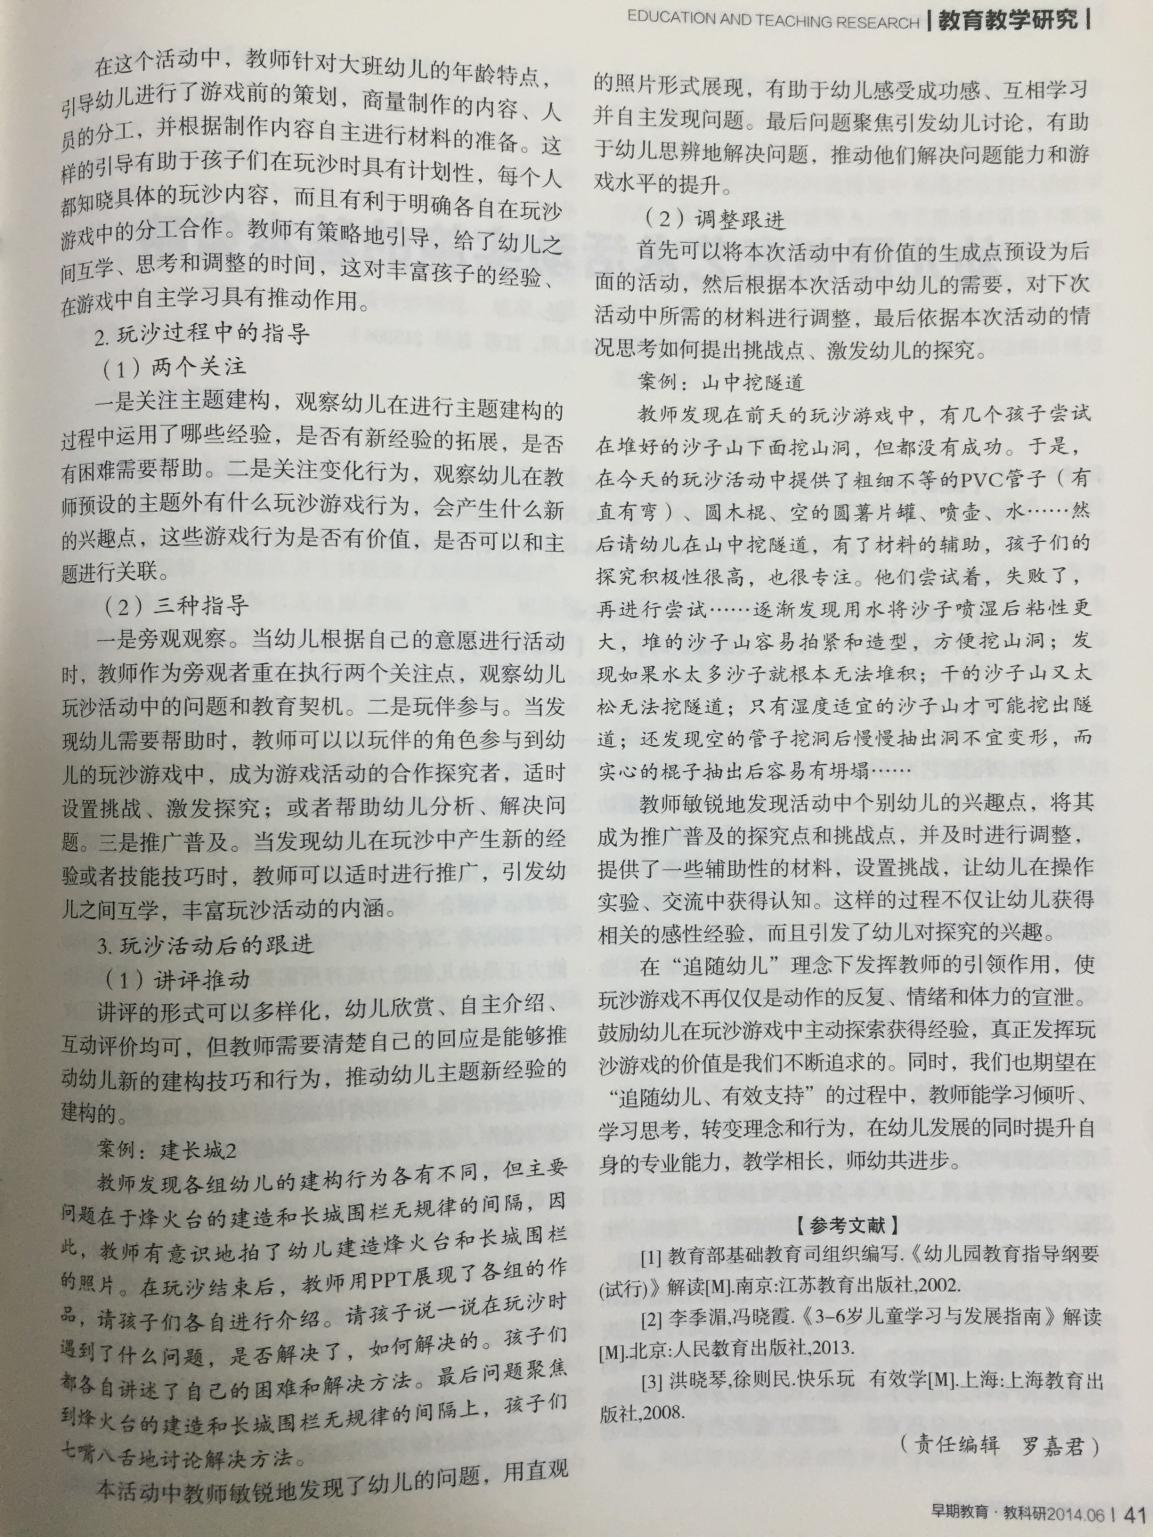 EDUCATION AND TEACHING RESEARCH | 教育教学研究 |
在这个活动中，教师针对大班幼儿的年龄特点，
引导幼儿进行了游戏前的策划，商量制作的内容、人
员的分工，并根据制作内容自主进行材料的准备。这
样的引导有助于孩子们在玩沙时具有计划性，每个人
都知晓具体的玩沙内容，而且有利于明确各自在玩沙
游戏中的分工合作。教师有策略地引导，给了幼儿之
间互学、思考和调整的时间，这对丰富孩子的经验、
在游戏中自主学习具有推动作用。
2. 玩沙过程中的指导
（1）两个关注
一是关注主题建构，观察幼儿在进行主题建构的
过程中运用了哪些经验，是否有新经验的拓展，是否
有困难需要帮助。二是关注变化行为，观察幼儿在教
师预设的主题外有什么玩沙游戏行为，会产生什么新
的兴趣点，这些游戏行为是否有价值，是否可以和主
题进行关联。
（2）三种指导
一是旁观观察。当幼儿根据自己的意愿进行活动
时，教师作为旁观者重在执行两个关注点，观察幼儿
玩沙活动中的问题和教育契机。二是玩伴参与。当发
现幼儿需要帮助时，教师可以以玩伴的角色参与到幼
儿的玩沙游戏中，成为游戏活动的合作探究者，适时
设置挑战、激发探究；或者帮助幼儿分析、解决问
题。三是推广普及。当发现幼儿在玩沙中产生新的经
验或者技能技巧时，教师可以适时进行推广，引发幼
儿之间互学，丰富玩沙活动的内涵。
3. 玩沙活动后的跟进
（1）讲评推动
讲评的形式可以多样化，幼儿欣赏、自主介绍、
互动评价均可，但教师需要清楚自己的回应是能够推
动幼儿新的建构技巧和行为，推动幼儿主题新经验的
建构的。
案例：建长城2
教师发现各组幼儿的建构行为各有不同，但主要
问题在于烽火台的建造和长城围栏无规律的间隔，因
此，教师有意识地拍了幼儿建造烽火台和长城围栏
的照片。在玩沙结束后，教师用PPT展现了各组的作
品，请孩子们各自进行介绍。请孩子说一说在玩沙时
遇到了什么问题，是否解决了，如何解决的。孩子们
都各自讲述了自己的困难和解决方法。最后问题聚焦
到烽火台的建造和长城围栏无规律的间隔上，孩子们
七嘴八舌地讨论解决方法。
本活动中教师敏锐地发现了幼儿的问题，用直观
的照片形式展现，有助于幼儿感受成功感、互相学习
并自主发现问题。最后问题聚焦引发幼儿讨论，有助
于幼儿思辨地解决问题，推动他们解决问题能力和游
戏水平的提升。
（2）调整跟进
首先可以将本次活动中有价值的生成点预设为后
面的活动，然后根据本次活动中幼儿的需要，对下次
活动中所需的材料进行调整，最后依据本次活动的情
况思考如何提出挑战点、激发幼儿的探究。
案例：山中挖隧道
教师发现在前天的玩沙游戏中，有几个孩子尝试
在堆好的沙子山下面挖山洞，但都没有成功。于是，
在今天的玩沙活动中提供了粗细不等的PVC管子（有
直有弯）、圆木棍、空的圆薯片罐、喷壶、水……然
后请幼儿在山中挖隧道，有了材料的辅助，孩子们的
探究积极性很高，也很专注。他们尝试着，失败了，
再进行尝试……逐渐发现用水将沙子喷湿后粘性更
大，堆的沙子山容易拍紧和造型，方便挖山洞；发
现如果水太多沙子就根本无法堆积；干的沙子山又太
松无法挖隧道；只有湿度适宜的沙子山才可能挖出隧
道；还发现空的管子挖洞后慢慢抽出洞不宜变形，而
实心的棍子抽出后容易有坍塌……
教师敏锐地发现活动中个别幼儿的兴趣点，将其
成为推广普及的探究点和挑战点，并及时进行调整，
提供了一些辅助性的材料，设置挑战，让幼儿在操作
实验、交流中获得认知。这样的过程不仅让幼儿获得
相关的感性经验，而且引发了幼儿对探究的兴趣。
在“追随幼儿”理念下发挥教师的引领作用，使
玩沙游戏不再仅仅是动作的反复、情绪和体力的宣泄。
鼓励幼儿在玩沙游戏中主动探索获得经验，真正发挥玩
沙游戏的价值是我们不断追求的。同时，我们也期望在
“追随幼儿、有效支持”的过程中，教师能学习倾听、
学习思考，转变理念和行为，在幼儿发展的同时提升自
身的专业能力，教学相长，师幼共进步。
【参考文献】
[1] 教育部基础教育司组织编写.《幼儿园教育指导纲要
(试行)》解读[M].南京:江苏教育出版社,2002.
[2] 李季湄,冯晓霞.《3-6岁儿童学习与发展指南》解读
[M].北京:人民教育出版社,2013.
[3] 洪晓琴,徐则民.快乐玩 有效学[M].上海:上海教育出
版社,2008.
（责任编辑 罗嘉君）
早期教育·教科研2014.06 | 41